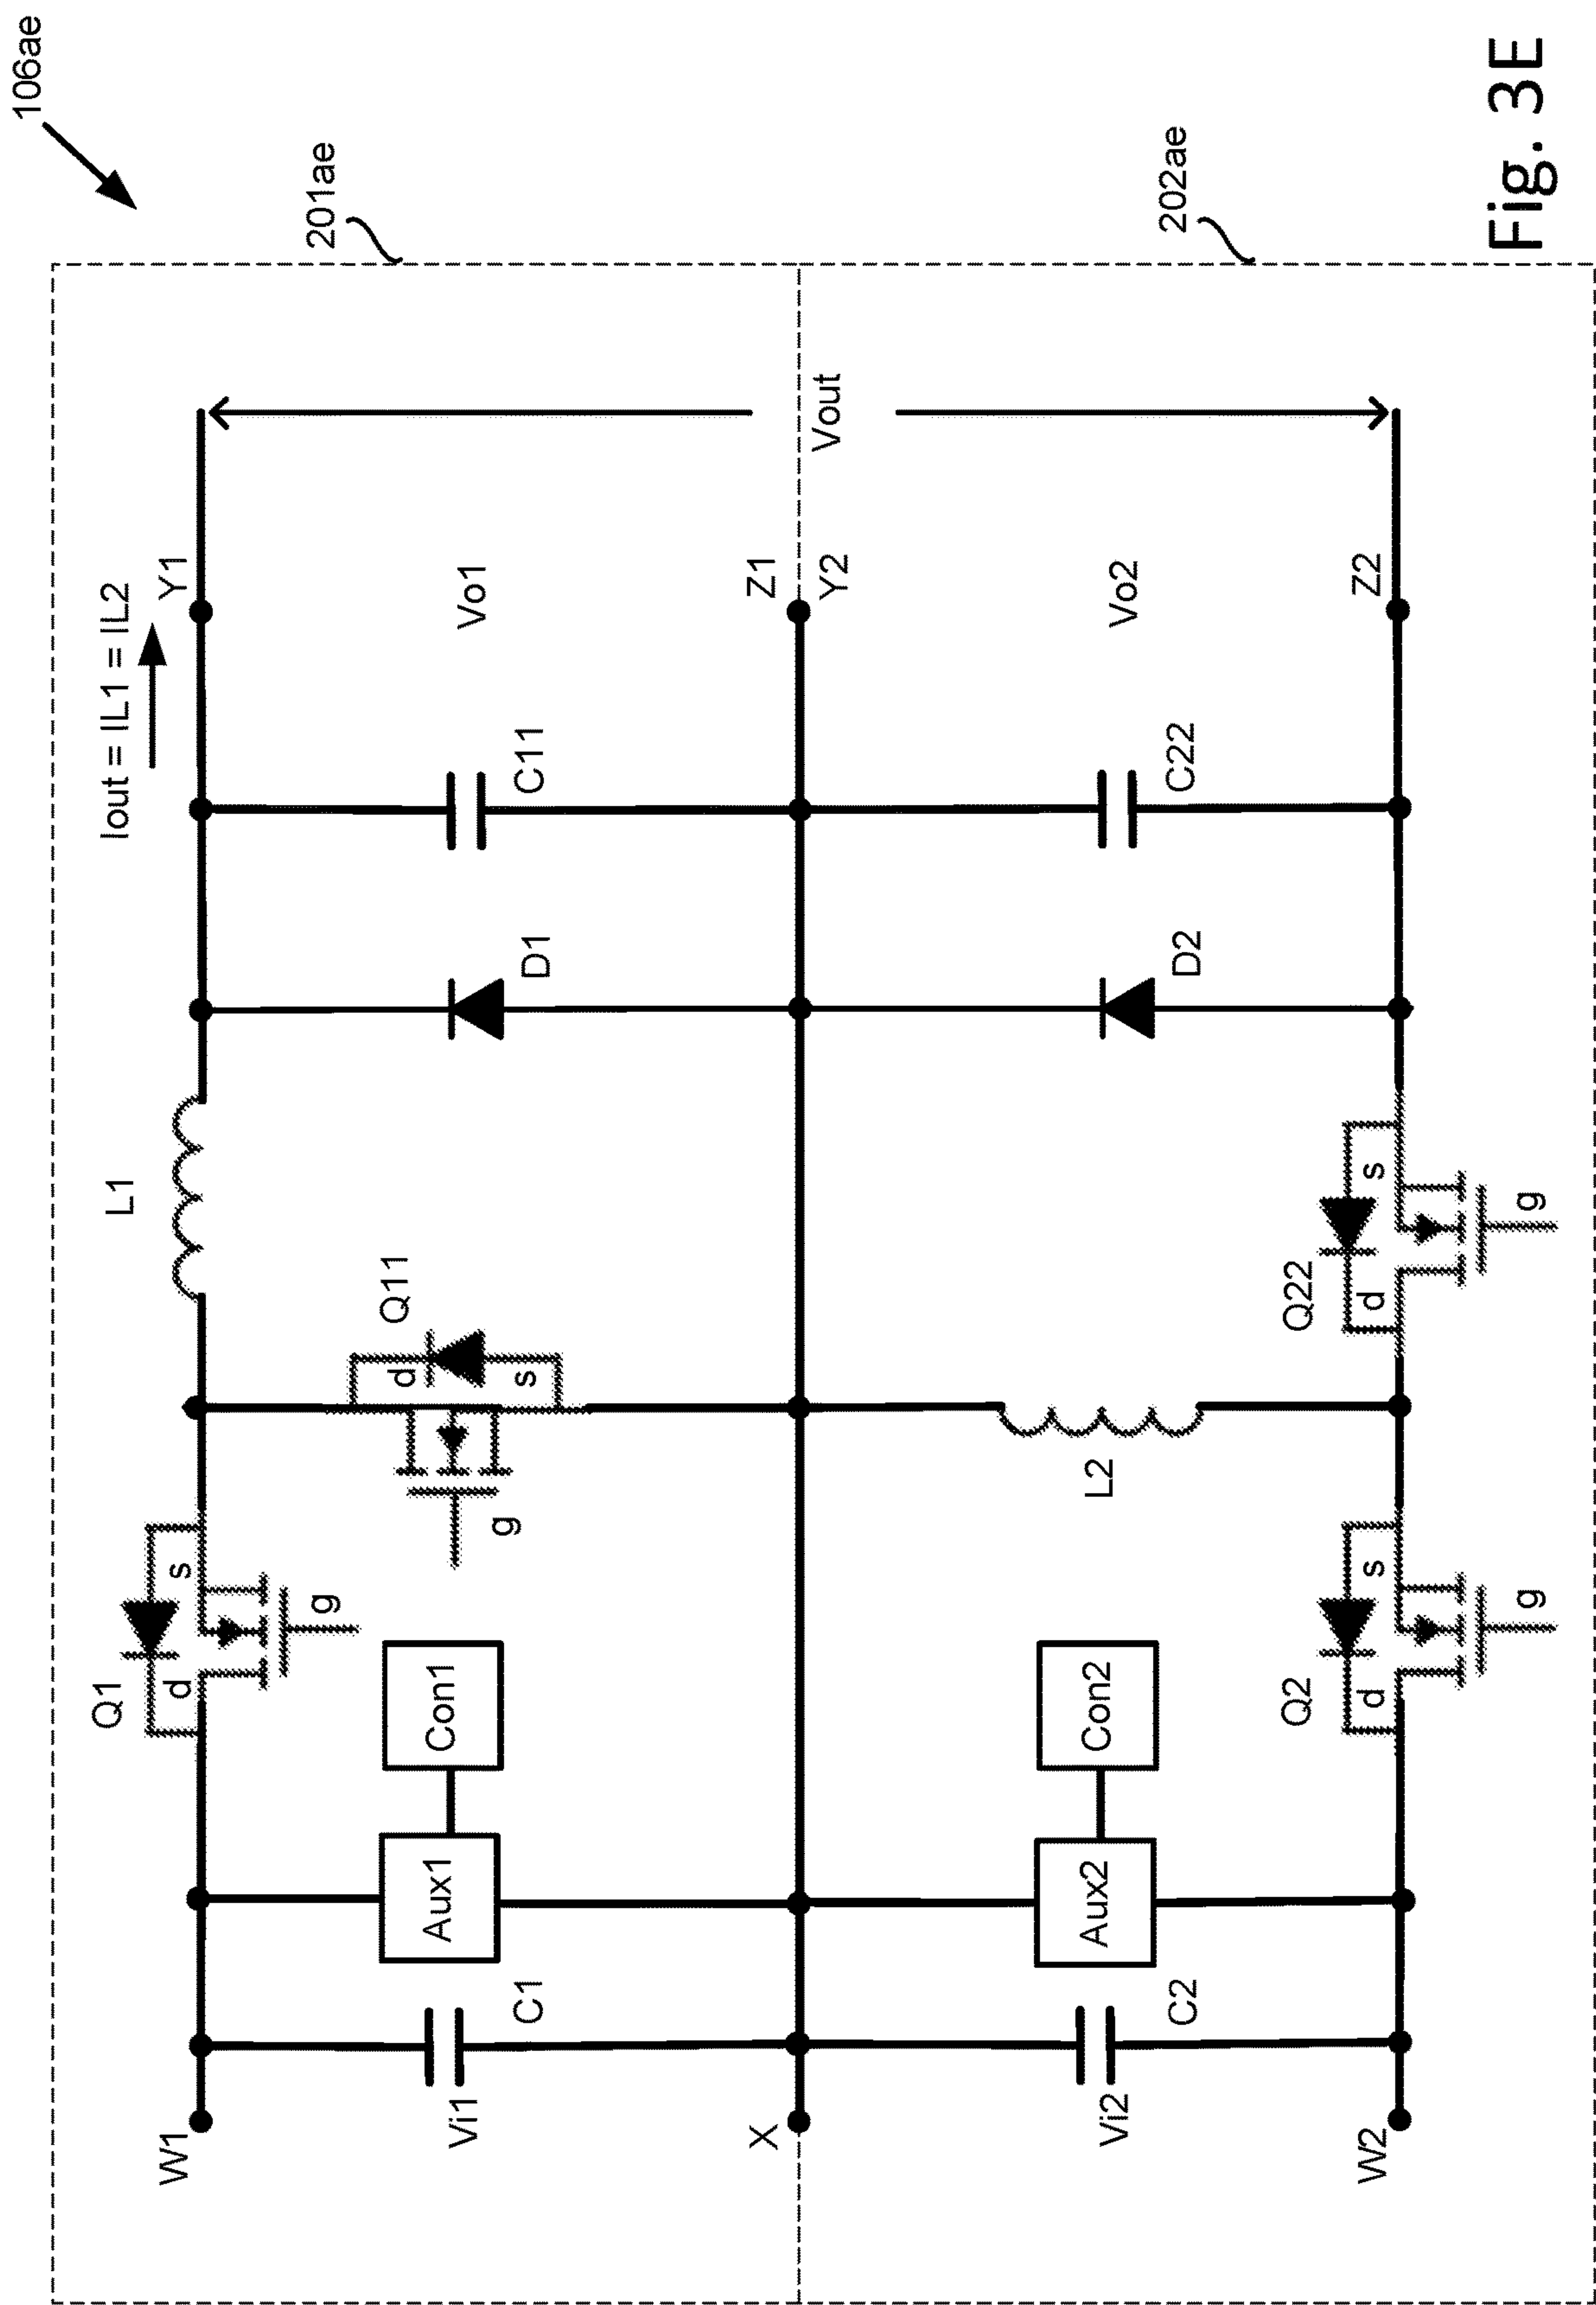 106ae
201ae
Iout = IL1 = IL2
Q1
d
s
g
L1
Y1
W1
Q11
d
s
g
Aux1
Con1
C1
Vi1
D1
C11
Vo1
X
Z1
Y2
Vout
202ae
Aux2
Con2
C2
Vi2
L2
D2
C22
Vo2
Q2
d
s
g
Q22
d
s
g
W2
Z2
Fig. 3E